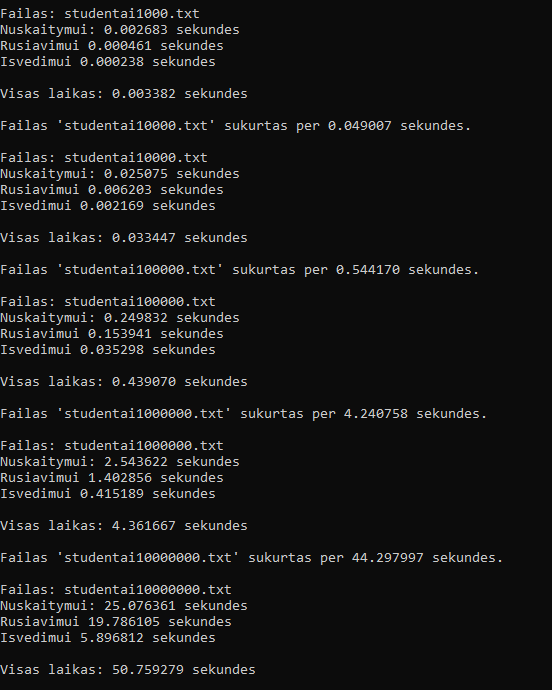 Failas: studentai1000.txt
Nuskaitymui: 0.002683 sekundes
Rusiavimui 0.000461 sekundes
Isvedimui 0.000238 sekundes
Visas laikas: 0.003382 sekundes
Failas 'studentai10000.txt' sukurtas per 0.049007 sekundes.
Failas: studentai10000.txt
Nuskaitymui: 0.025075 sekundes
Rusiavimui 0.006203 sekundes
Isvedimui 0.002169 sekundes
Visas laikas: 0.033447 sekundes
Failas 'studentai100000.txt' sukurtas per 0.544170 sekundes.
Failas: studentai100000.txt
Nuskaitymui: 0.249832 sekundes
Rusiavimui 0.153941 sekundes
Isvedimui 0.035298 sekundes
Visas laikas: 0.439070 sekundes
Failas 'studentai1000000.txt' sukurtas per 4.240758 sekundes.
Failas: studentai1000000.txt
Nuskaitymui: 2.543622 sekundes
Rusiavimui 1.402856 sekundes
Isvedimui 0.415189 sekundes
Visas laikas: 4.361667 sekundes
Failas 'studentai10000000.txt' sukurtas per 44.297997 sekundes.
Failas: studentai10000000.txt
Nuskaitymui: 25.076361 sekundes
Rusiavimui 19.786105 sekundes
Isvedimui 5.896812 sekundes
Visas laikas: 50.759279 sekundes